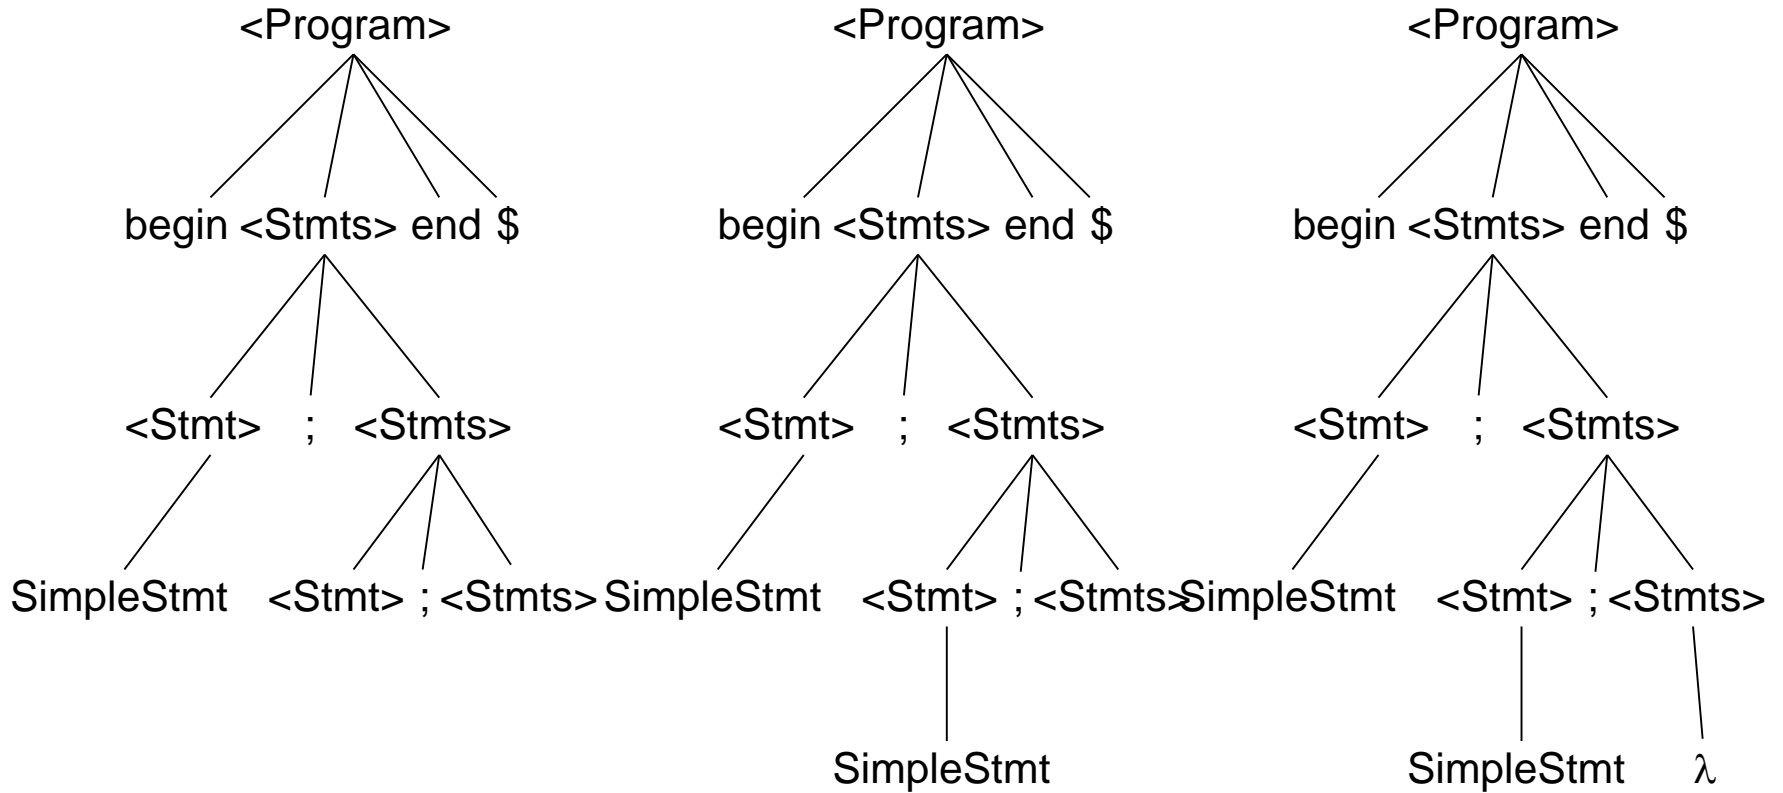 <Program> <Program> <Program>
begin <Stmts> end $ begin <Stmts> end $ begin <Stmts> end $
<Stmt> ; <Stmts> <Stmt> ; <Stmts> <Stmt> ; <Stmts>
SimpleStmt <Stmt> ; <Stmts> SimpleStmt <Stmt> ; <Stmts> SimpleStmt <Stmt> ; <Stmts>
SimpleStmt SimpleStmt λ